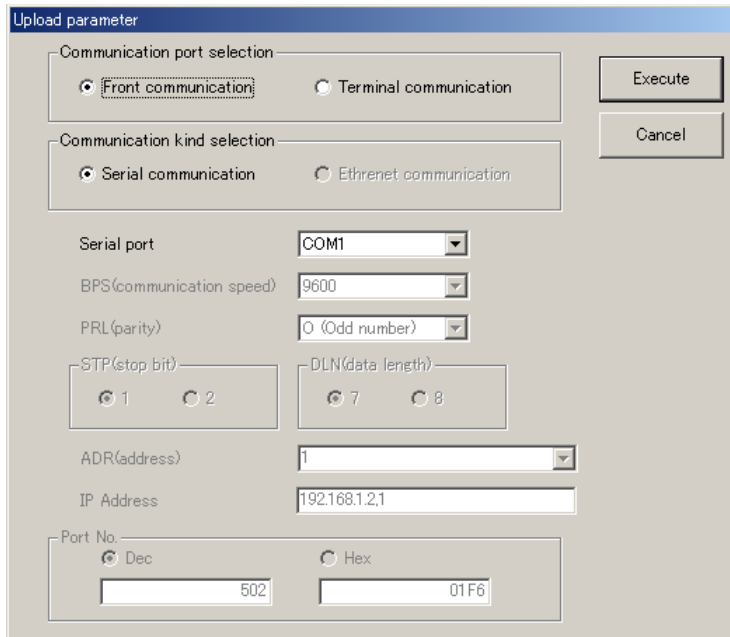 Upload parameter
Communication port selection
Front communication
Terminal communication
Execute
Cancel
Communication kind selection
Serial communication
Ethrenet communication
Serial port
COM1
BPS(communication speed)
9600
PRL(parity)
O (Odd number)
STP(stop bit)
1
2
DLN(data length)
7
8
ADR(address)
1
IP Address
192.168.1.2,1
Port No.
Dec
Hex
502
01F6